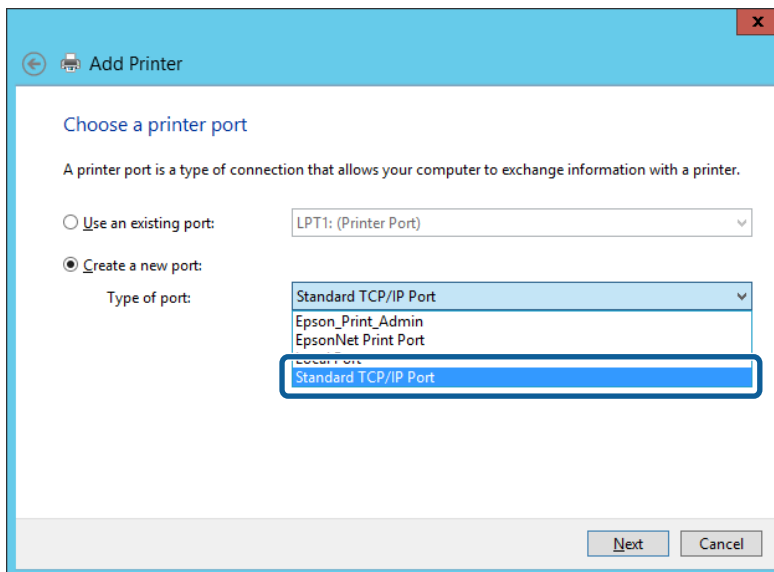 x
Add Printer
Choose a printer port
A printer port is a type of connection that allows your computer to exchange information with a printer.
Use an existing port: LPT1: (Printer Port)
Create a new port:
Type of port: Standard TCP/IP Port
Epson_Print_Admin
EpsonNet Print Port
Local Port
Standard TCP/IP Port
Next Cancel